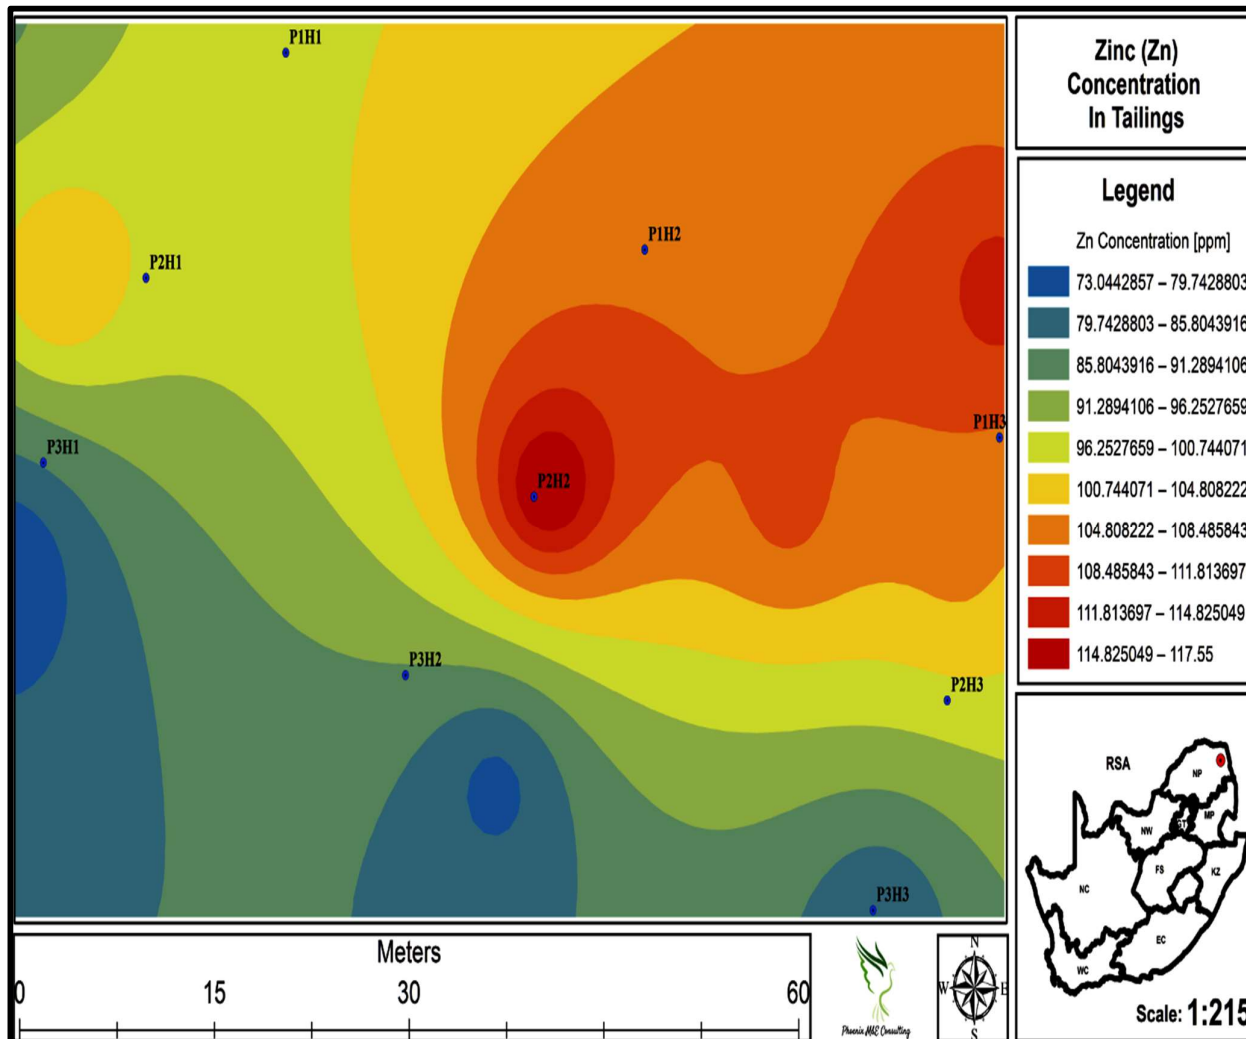 Zinc (Zn)
Concentration
In Tailings
P1H1
P1H2
P2H1
P1H3
P3H1
P2H2
P3H2
P2H3
P3H3
Legend
Zn Concentration [ppm]
73.0442857 – 79.7428803
79.7428803 – 85.8043916
85.8043916 – 91.2894106
91.2894106 – 96.2527659
96.2527659 – 100.744071
100.744071 – 104.808222
104.808222 – 108.485843
108.485843 – 111.813697
111.813697 – 114.825049
114.825049 – 117.55
RSA
NP
MP
NW
GT
FS
KZ
NC
EC
WC
Scale: 1:215
Meters
0 15 30 60
Phoenix M&E Consulting
N
W E
S